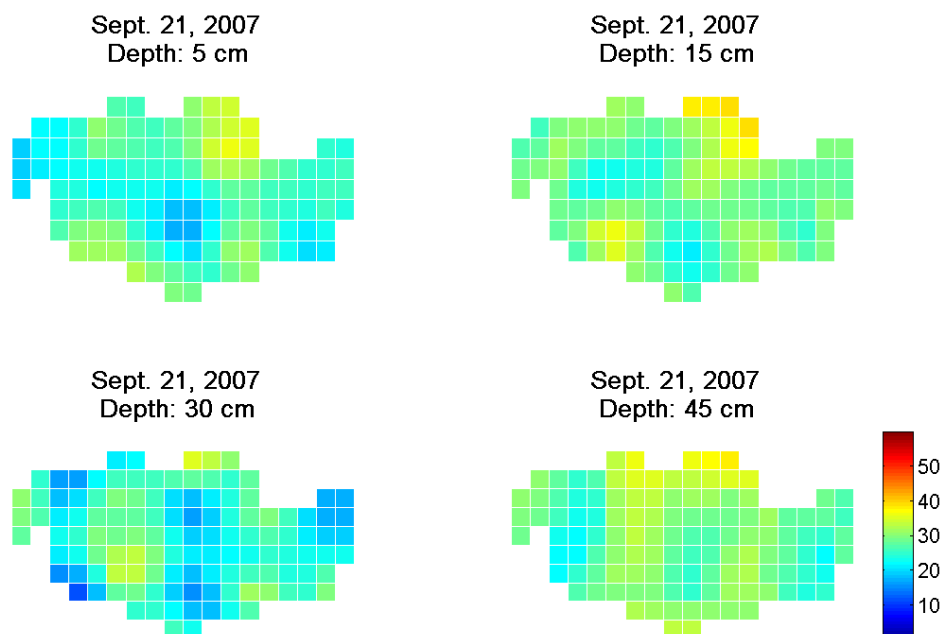 Sept. 21, 2007
Depth: 5 cm
Sept. 21, 2007
Depth: 15 cm
Sept. 21, 2007
Depth: 30 cm
Sept. 21, 2007
Depth: 45 cm
50
40
30
20
10